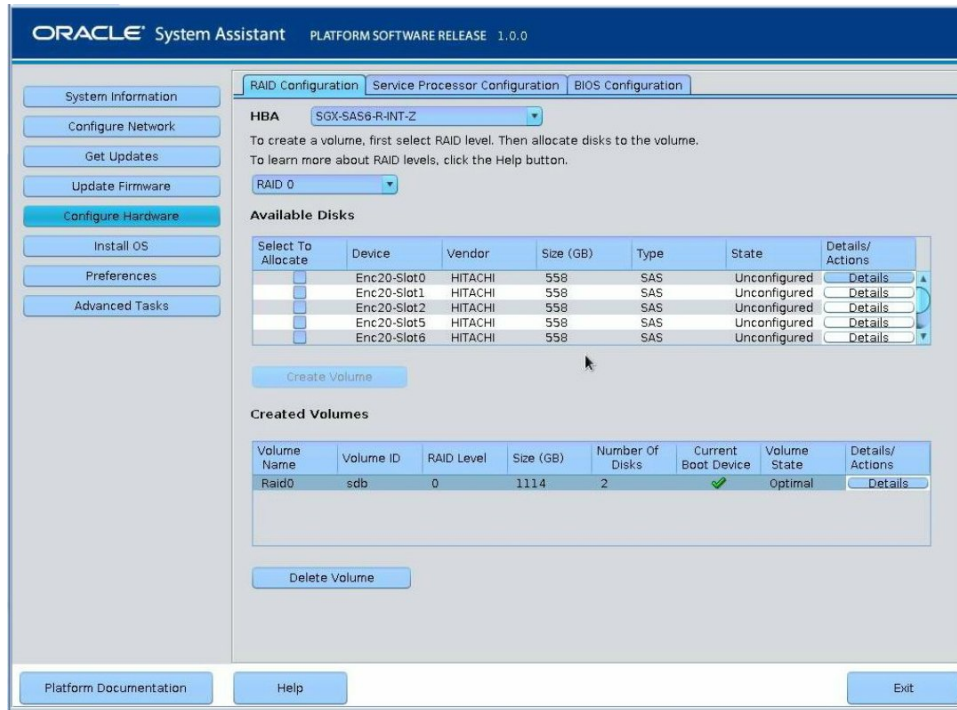 ORACLE® System Assistant PLATFORM SOFTWARE RELEASE 1.0.0
System Information
Configure Network
Get Updates
Update Firmware
Configure Hardware
Install OS
Preferences
Advanced Tasks
RAID Configuration Service Processor Configuration BIOS Configuration
HBA SGX-SAS6-R-INT-Z
To create a volume, first select RAID level. Then allocate disks to the volume.
To learn more about RAID levels, click the Help button.
RAID 0
Available Disks
Select To Allocate Device Vendor Size (GB) Type State Details/ Actions
Enc20-Slot0 HITACHI 558 SAS Unconfigured Details
Enc20-Slot1 HITACHI 558 SAS Unconfigured Details
Enc20-Slot2 HITACHI 558 SAS Unconfigured Details
Enc20-Slot5 HITACHI 558 SAS Unconfigured Details
Enc20-Slot6 HITACHI 558 SAS Unconfigured Details
Create Volume
Created Volumes
Volume Name Volume ID RAID Level Size (GB) Number Of Disks Current Boot Device Volume State Details/ Actions
Raid0 sdb 0 1114 2 Optimal Details
Delete Volume
Platform Documentation Help Exit